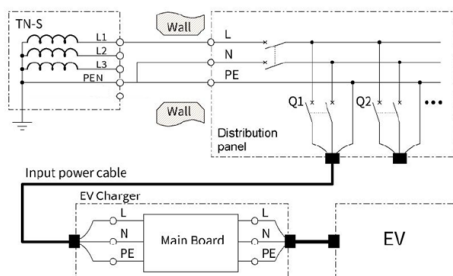 TN-S
L1
L2
L3
PEN
Wall
Wall
L
N
PE
Q1
Q2
Distribution
panel
Input power cable
EV Charger
L
N
PE
Main Board
L
N
PE
EV